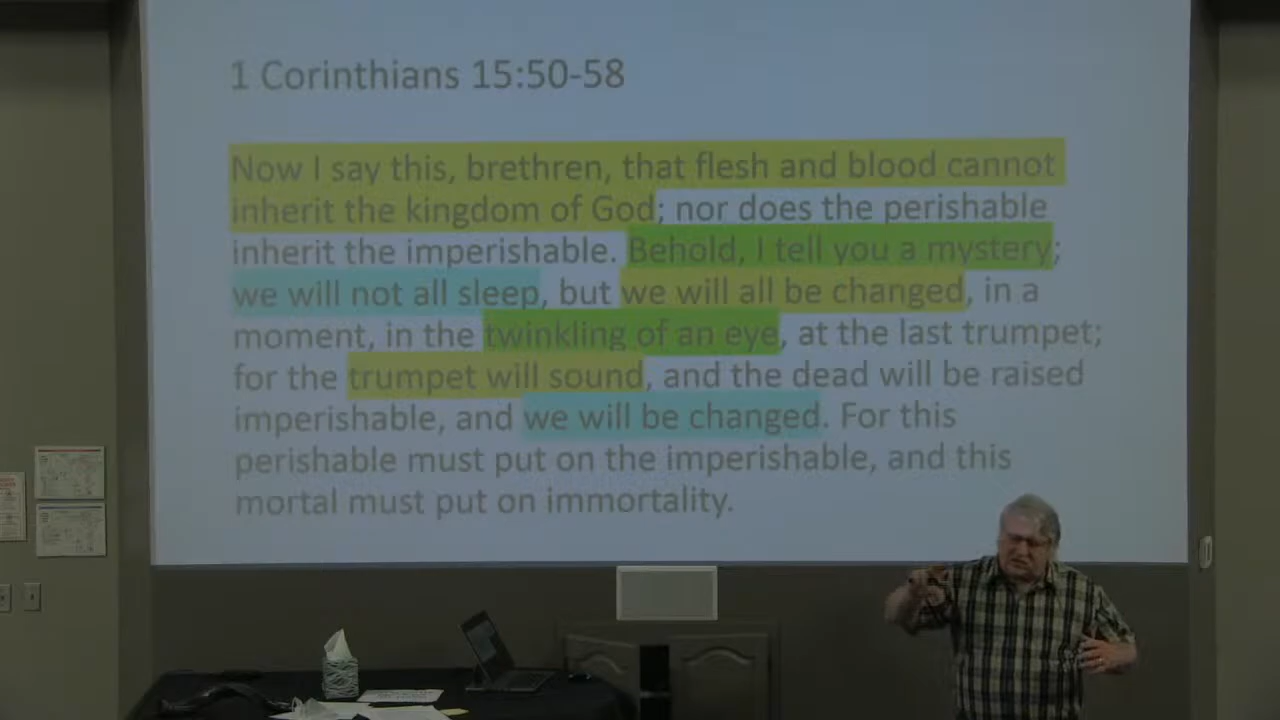 1 Corinthians 15:50-58
Now I say this, brethren, that flesh and blood cannot
inherit the kingdom of God; nor does the perishable
inherit the imperishable. Behold, I tell you a mystery;
we will not all sleep, but we will all be changed, in a
moment, in the twinkling of an eye, at the last trumpet;
for the trumpet will sound, and the dead will be raised
imperishable, and we will be changed. For this
perishable must put on the imperishable, and this
mortal must put on immortality.